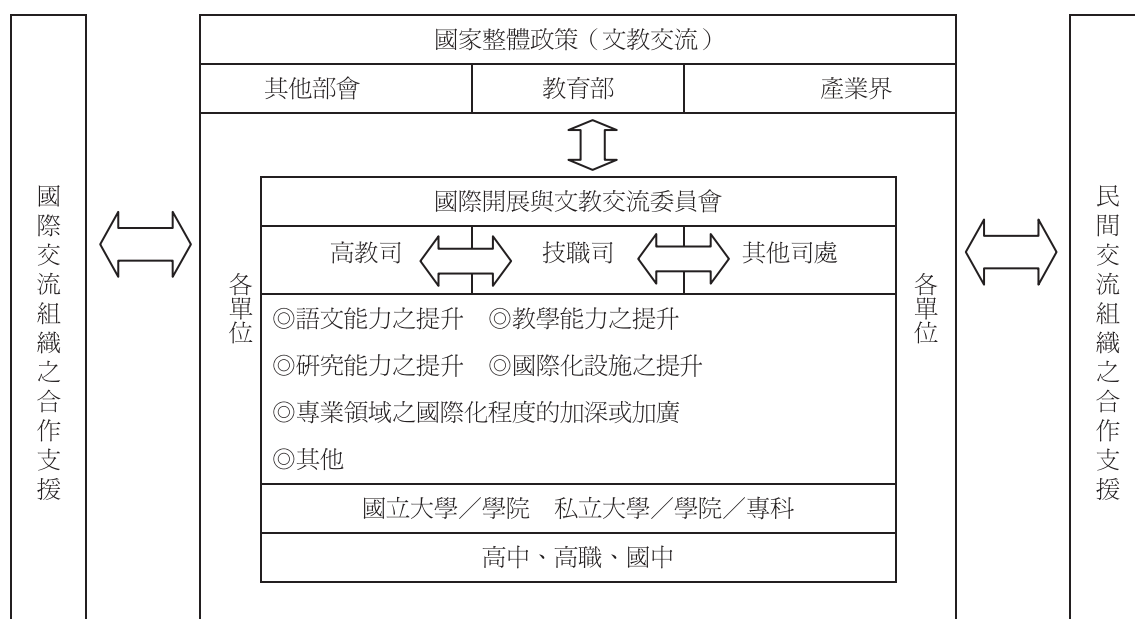 國家整體政策（文教交流）
其他部會 教育部 產業界
國際交流組織之合作支援
各單位
國際開展與文教交流委員會
高教司 技職司 其他司處
◎語文能力之提升 ◎教學能力之提升
◎研究能力之提升 ◎國際化設施之提升
◎專業領域之國際化程度的加深或加廣
◎其他
國立大學／學院 私立大學／學院／專科
高中、高職、國中
各單位
民間交流組織之合作支援